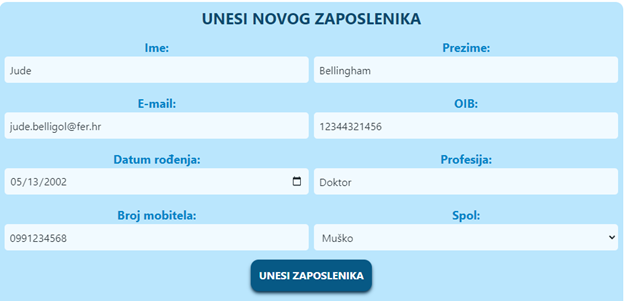 UNESI NOVOG ZAPOSLENIKA
Ime: Prezime:
Jude Bellingham
E-mail: OIB:
jude.belligol@fer.hr 12344321456
Datum rođenja: Profesija:
05/13/2002 Doktor
Broj mobitela: Spol:
0991234568 Muško
UNESI ZAPOSLENIKA